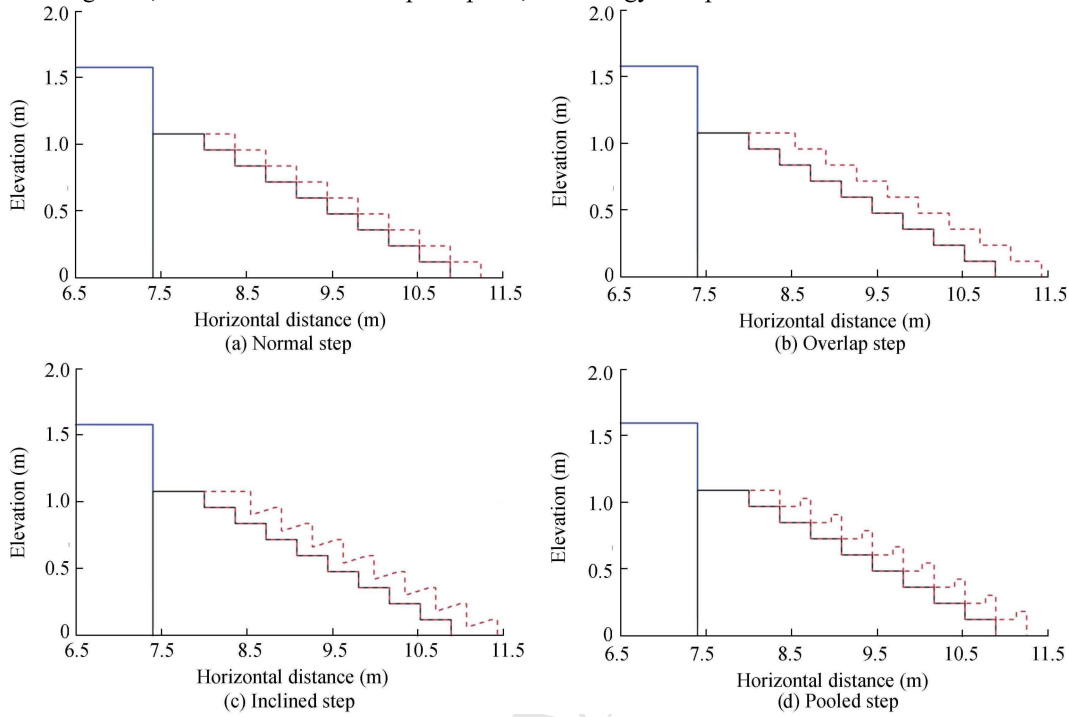 2.0 2.0
1.5 1.5
1.0 1.0
0.5 0.5
0 0
Elevation (m) Elevation (m)
6.5 7.5 8.5 9.5 10.5 11.5 6.5 7.5 8.5 9.5 10.5 11.5
Horizontal distance (m) Horizontal distance (m)
(a) Normal step (b) Overlap step
2.0 2.0
1.5 1.5
1.0 1.0
0.5 0.5
0 0
Elevation (m) Elevation (m)
6.5 7.5 8.5 9.5 10.5 11.5 6.5 7.5 8.5 9.5 10.5 11.5
Horizontal distance (m) Horizontal distance (m)
(c) Inclined step (d) Pooled step